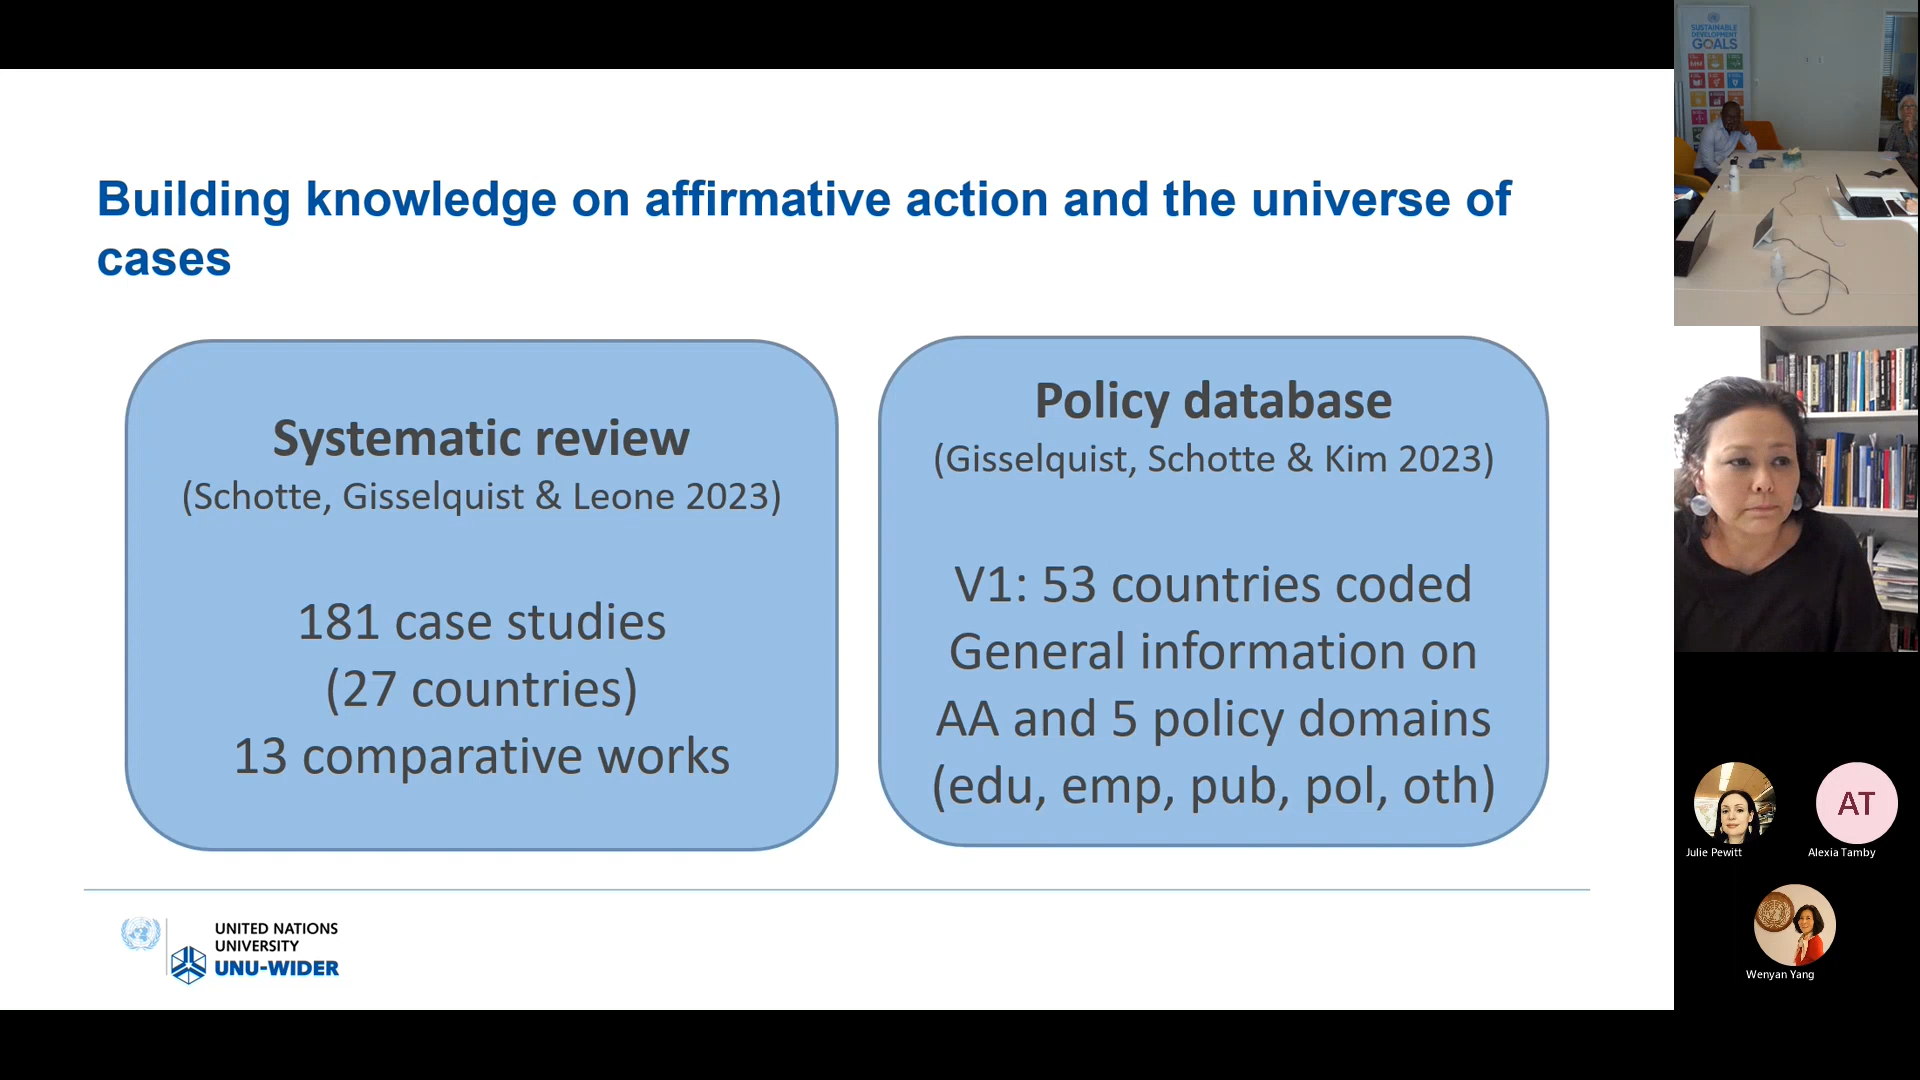 Building knowledge on affirmative action and the universe of
cases
Systematic review
(Schotte, Gisselquist & Leone 2023)
181 case studies
(27 countries)
13 comparative works
Policy database
(Gisselquist, Schotte & Kim 2023)
V1: 53 countries coded
General information on
AA and 5 policy domains
(edu, emp, pub, pol, oth)
UNITED NATIONS
UNIVERSITY
UNU-WIDER
SUSTAINABLE
DEVELOPMENT
GOALS
AT
Julie Pewitt
Alexia Tamby
Wenyan Yang